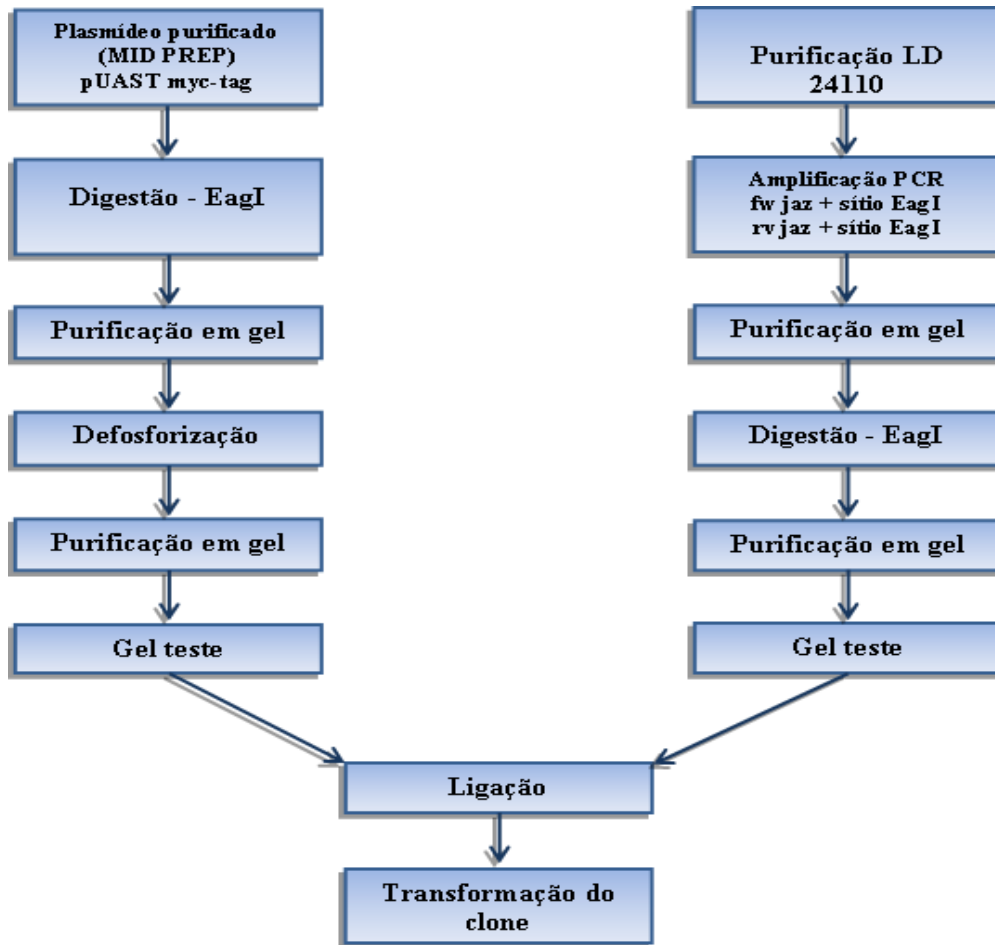 Plasmídeo purificado
(MID PREP)
pUAST myc-tag
Digestão - EagI
Purificação em gel
Defosforização
Purificação em gel
Gel teste
Purificação LD
24110
Amplificação PCR
fw jaz + sítio EagI
rv jaz + sítio EagI
Purificação em gel
Digestão - EagI
Purificação em gel
Gel teste
Ligação
Transformação do
clone